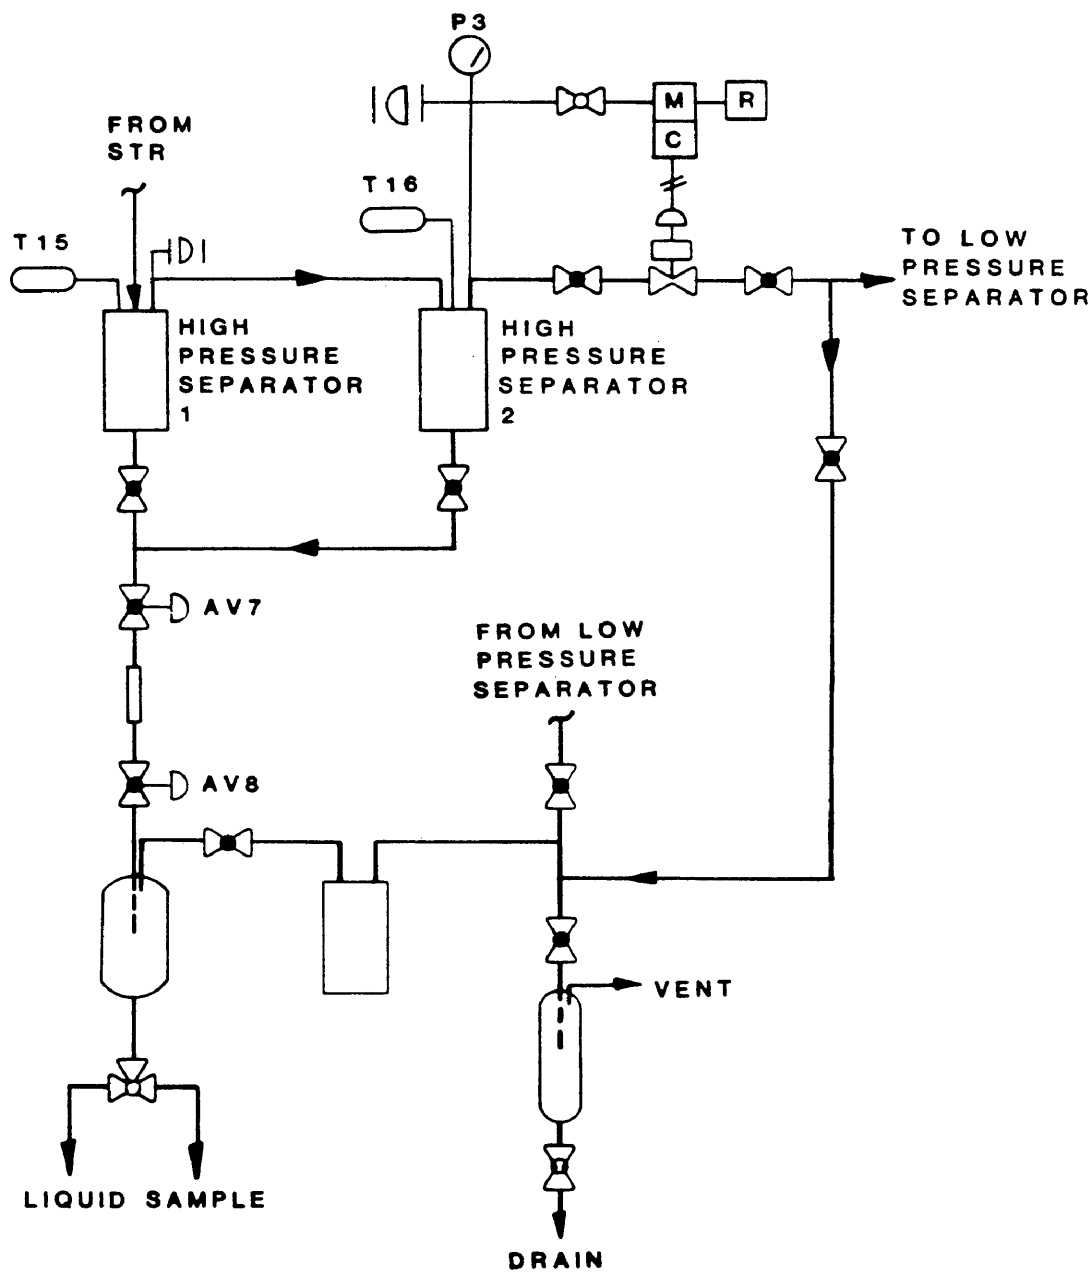 P3
M
R
C
FROM
STR
T16
T15
TO LOW
PRESSURE
SEPARATOR
HIGH
PRESSURE
SEPARATOR
1
HIGH
PRESSURE
SEPARATOR
2
AV7
FROM LOW
PRESSURE
SEPARATOR
AV8
VENT
LIQUID SAMPLE
DRAIN